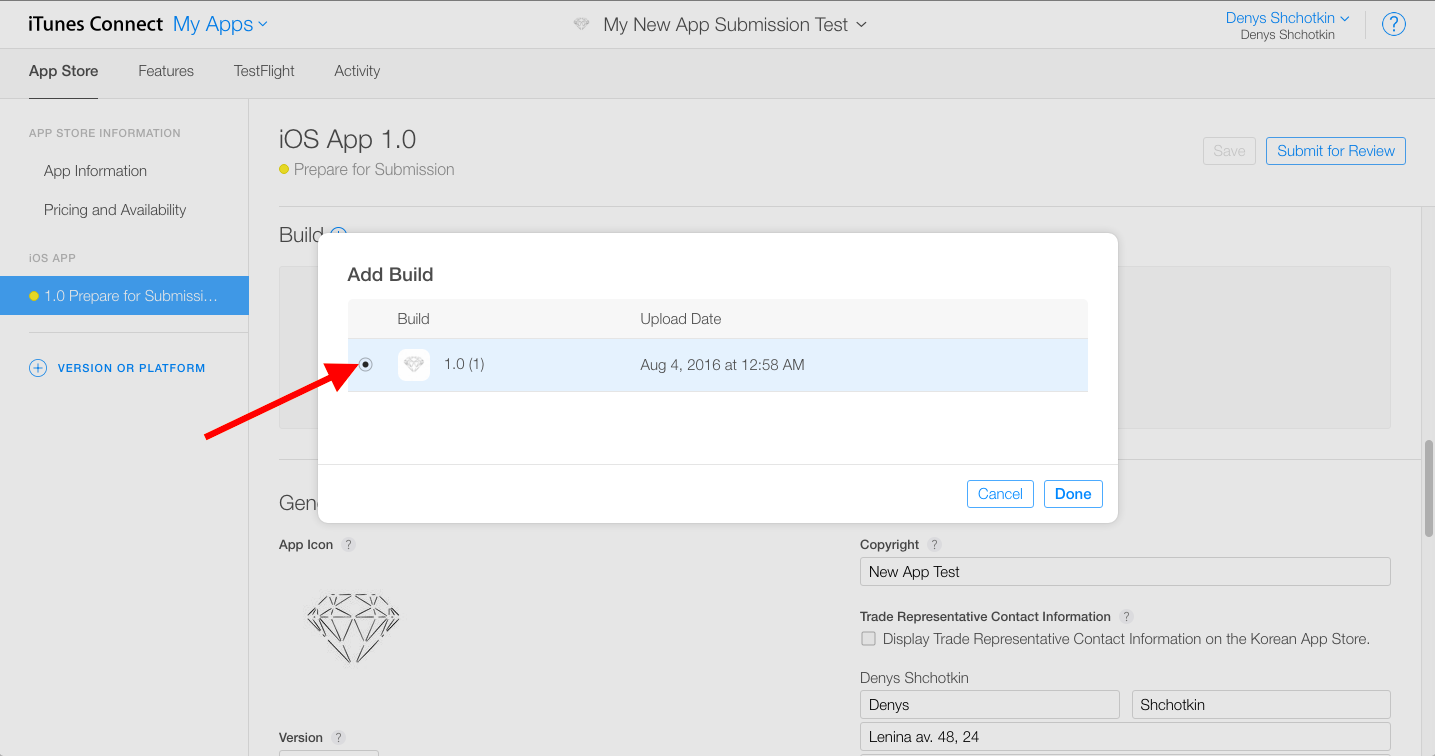 iTunes Connect My Apps
My New App Submission Test
Denys Shchotkin
Denys Shchotkin
?
App Store Features TestFlight Activity
APP STORE INFORMATION
App Information
Pricing and Availability
iOS APP
1.0 Prepare for Submissi...
VERSION OR PLATFORM
iOS App 1.0
Prepare for Submission
Save Submit for Review
Build
Add Build
Build Upload Date
1.0 (1) Aug 4, 2016 at 12:58 AM
Cancel Done
App Icon ?
Version ?
Copyright ?
New App Test
Trade Representative Contact Information ?
Display Trade Representative Contact Information on the Korean App Store.
Denys Shchotkin
Denys Shchotkin
Lenina av. 48, 24